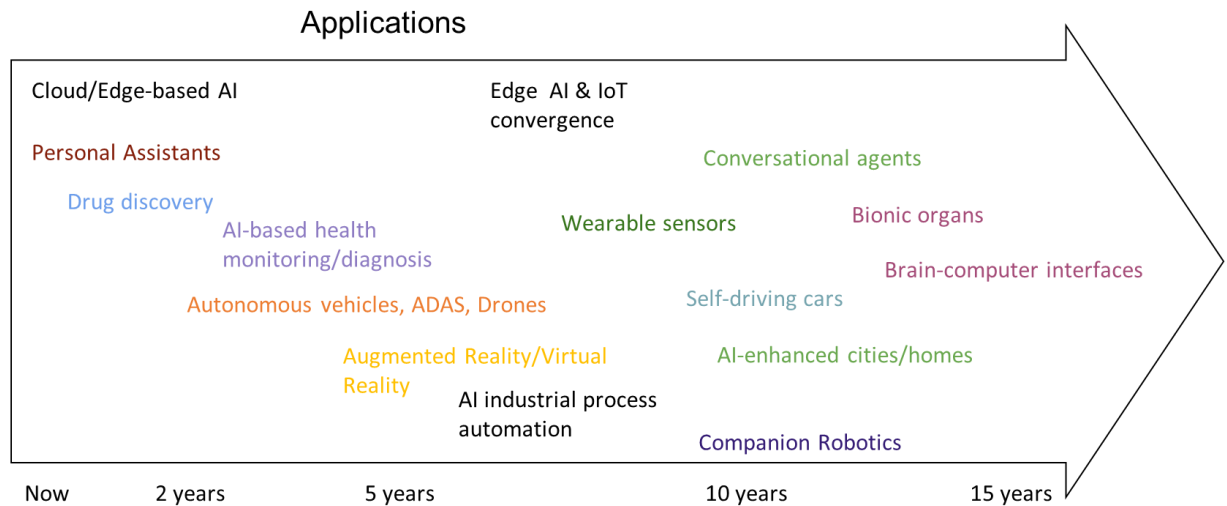 Applications
Cloud/Edge-based AI
Edge AI & IoT
convergence
Personal Assistants
Conversational agents
Drug discovery
AI-based health
monitoring/diagnosis
Wearable sensors
Bionic organs
Brain-computer interfaces
Autonomous vehicles, ADAS, Drones
Self-driving cars
Augmented Reality/Virtual
Reality
AI-enhanced cities/homes
AI industrial process
automation
Companion Robotics
Now
2 years
5 years
10 years
15 years